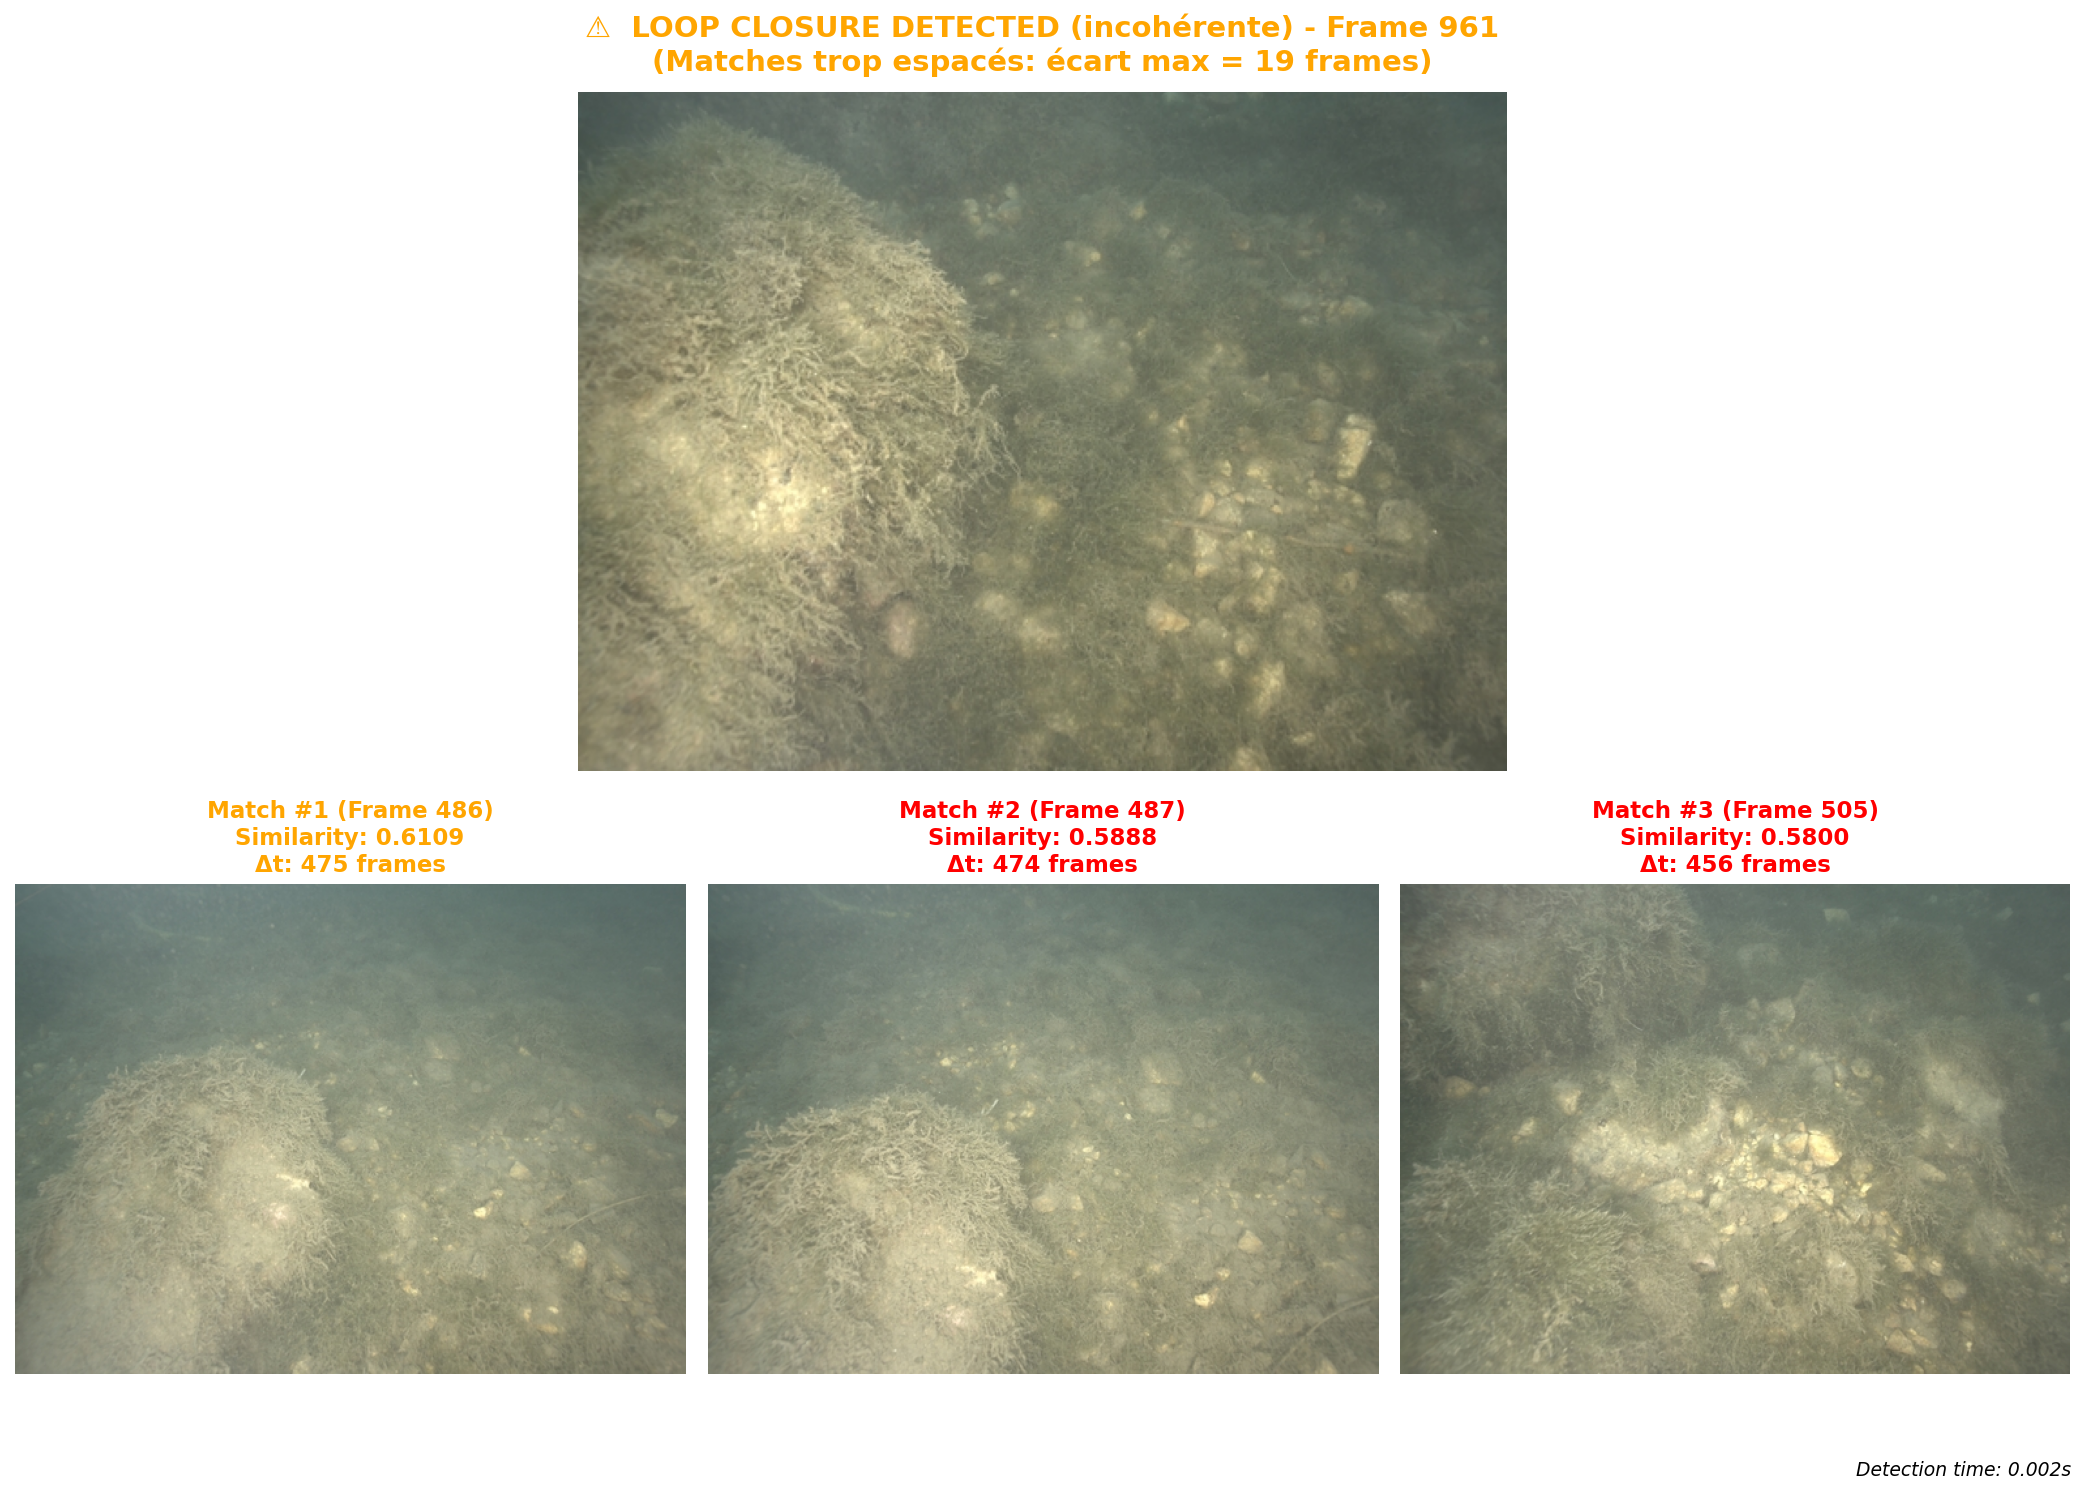 ⚠ LOOP CLOSURE DETECTED (incohérente) - Frame 961
(Matches trop espacés: écart max = 19 frames)
Match #1 (Frame 486)
Similarity: 0.6109
Δt: 475 frames
Match #2 (Frame 487)
Similarity: 0.5888
Δt: 474 frames
Match #3 (Frame 505)
Similarity: 0.5800
Δt: 456 frames
Detection time: 0.002s